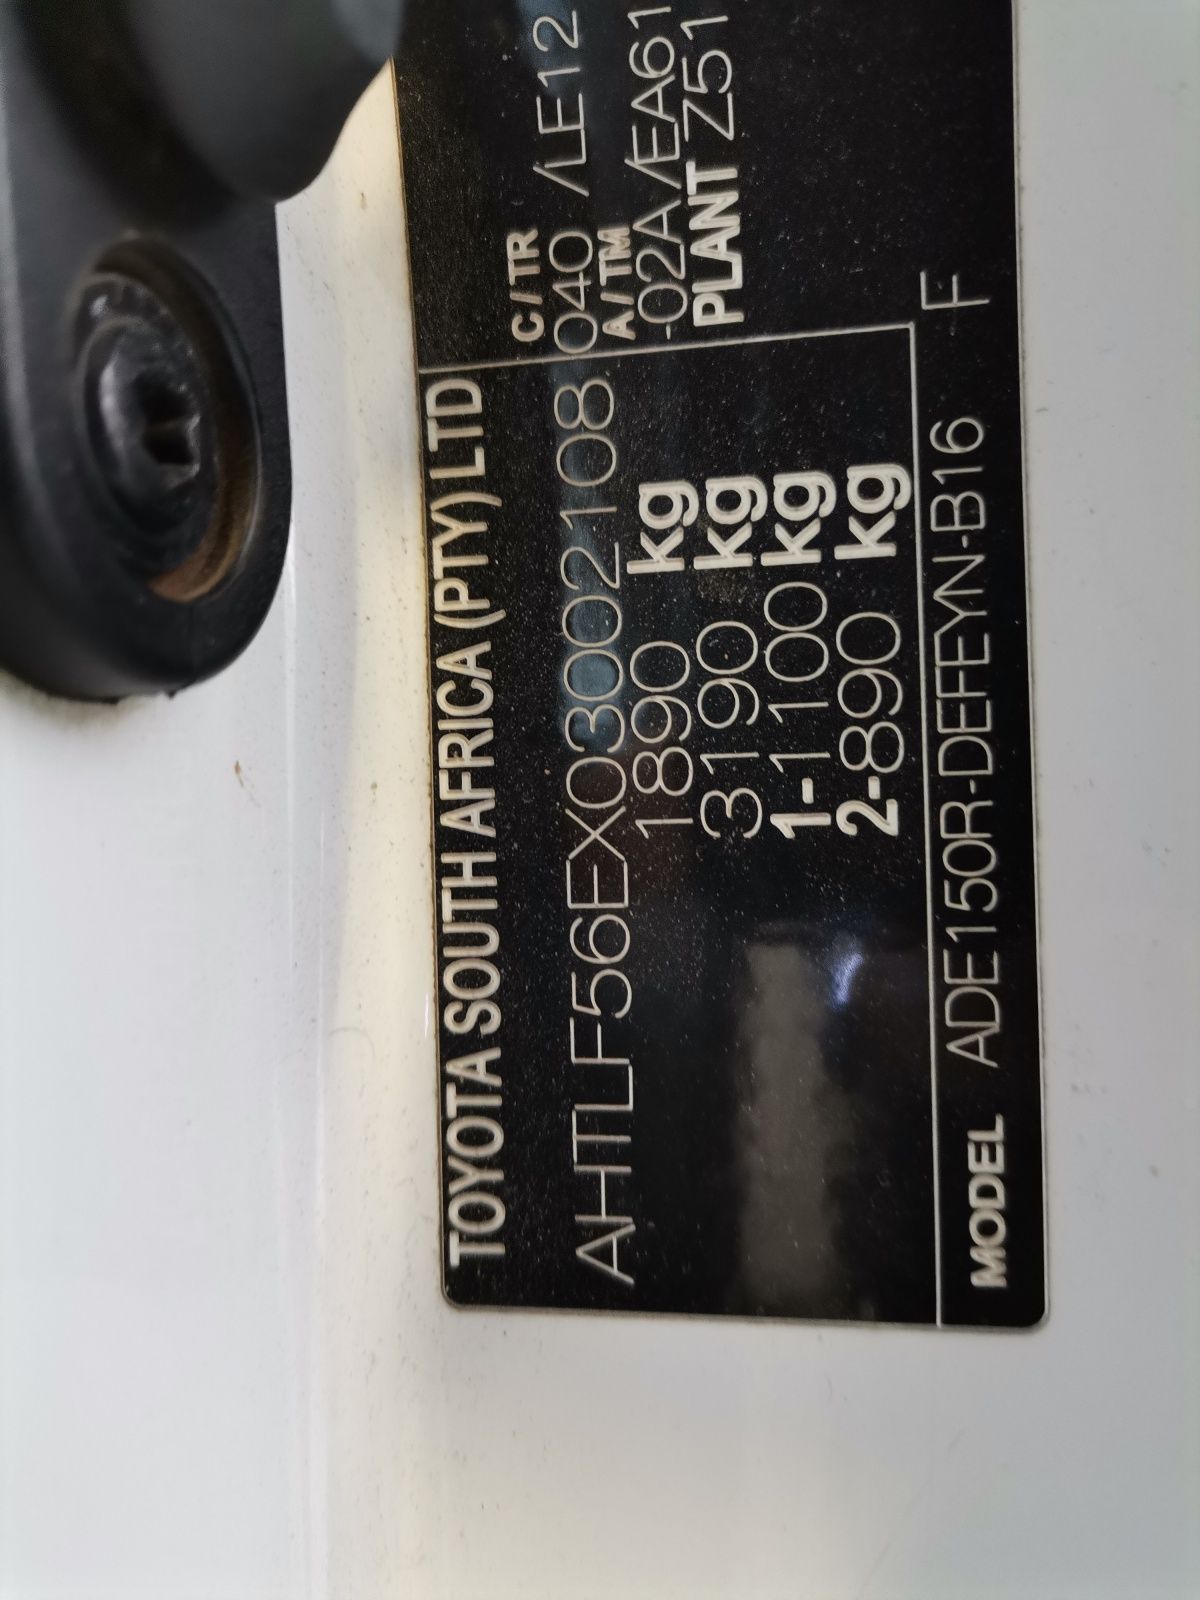 TOYOTA SOUTH AFRICA (PTY) LTD
AHTLF56EX03002108
1890 kg
3190 kg
1-1100 kg
2-890 kg
C/TR
040 /LE12
A/TM
-02A /EA61
PLANT Z51
MODEL ADE150R-DEFEYN-B16 F